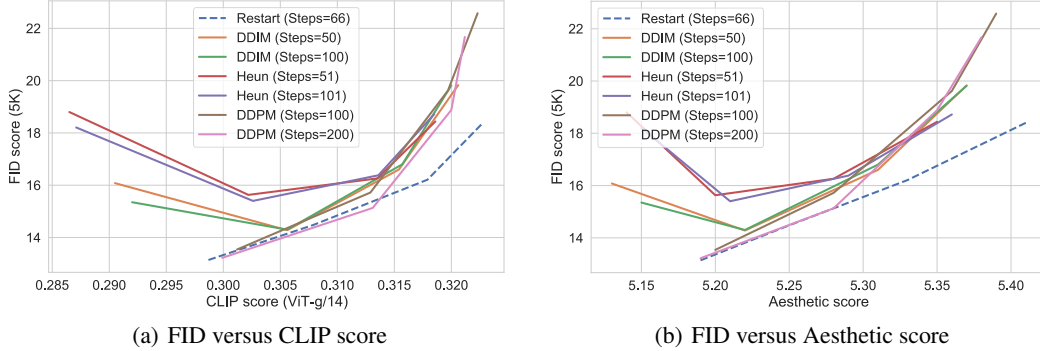 FID score (5K)
22
20
18
16
14
Restart (Steps=66)
DDIM (Steps=50)
DDIM (Steps=100)
Heun (Steps=51)
Heun (Steps=101)
DDPM (Steps=100)
DDPM (Steps=200)
0.285 0.290 0.295 0.300 0.305 0.310 0.315 0.320
CLIP score (ViT-g/14)
(a) FID versus CLIP score
FID score (5K)
22
20
18
16
14
Restart (Steps=66)
DDIM (Steps=50)
DDIM (Steps=100)
Heun (Steps=51)
Heun (Steps=101)
DDPM (Steps=100)
DDPM (Steps=200)
5.15 5.20 5.25 5.30 5.35 5.40
Aesthetic score
(b) FID versus Aesthetic score